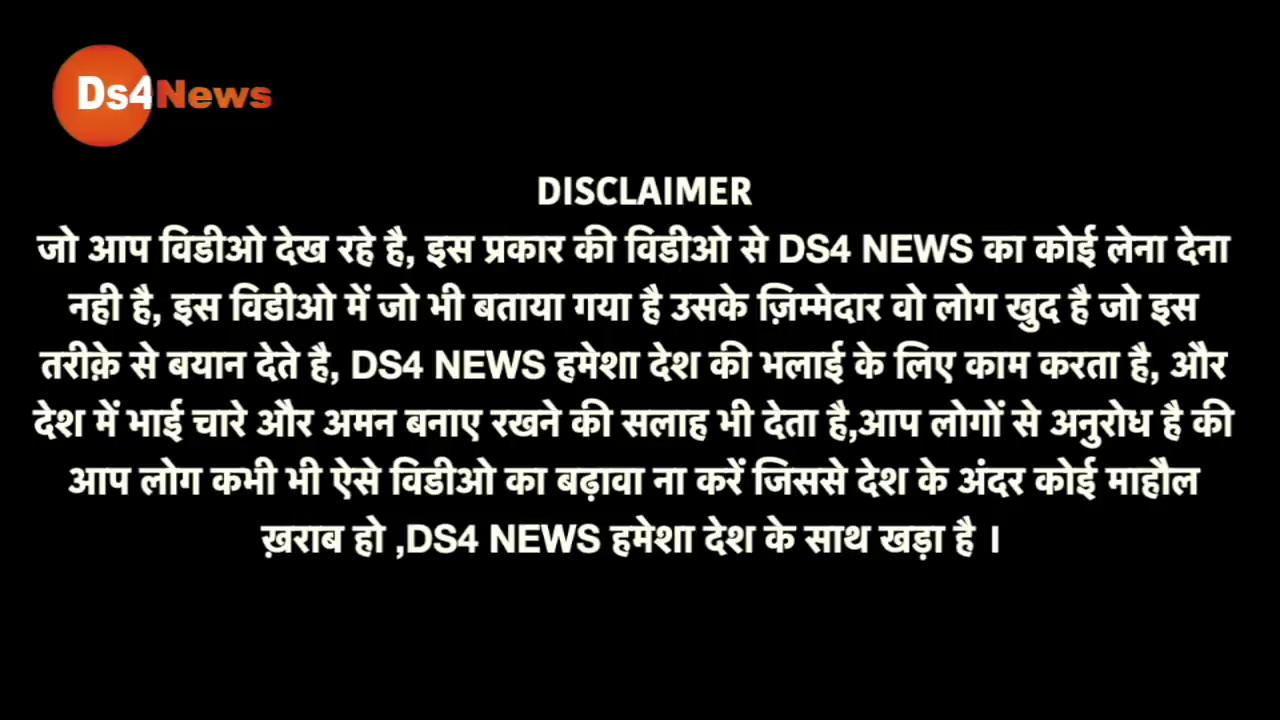 Ds4News
DISCLAIMER
जो आप विडीओ देख रहे है, इस प्रकार की विडीओ से DS4 NEWS का कोई लेना देना
नही है, इस विडीओ में जो भी बताया गया है उसके ज़िम्मेदार वो लोग खुद है जो इस
तरीक़े से बयान देते है, DS4 NEWS हमेशा देश की भलाई के लिए काम करता है, और
देश में भाई चारे और अमन बनाए रखने की सलाह भी देता है,आप लोगों से अनुरोध है की
आप लोग कभी भी ऐसे विडीओ का बढ़ावा ना करें जिससे देश के अंदर कोई माहौल
ख़राब हो ,DS4 NEWS हमेशा देश के साथ खड़ा है ।